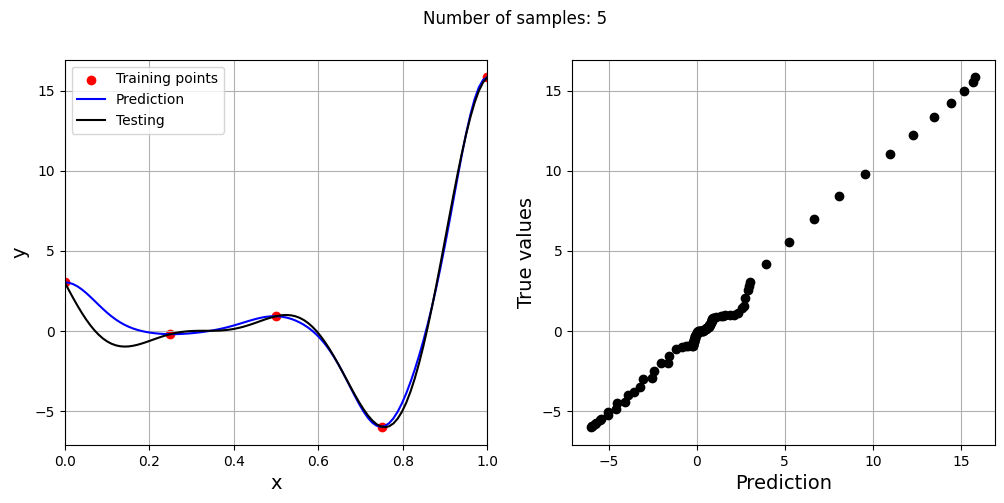 Number of samples: 5
Training points
Prediction
Testing
15
10
5
0
−5
y
0.0 0.2 0.4 0.6 0.8 1.0
x
15
10
5
0
−5
True values
−5 0 5 10 15
Prediction